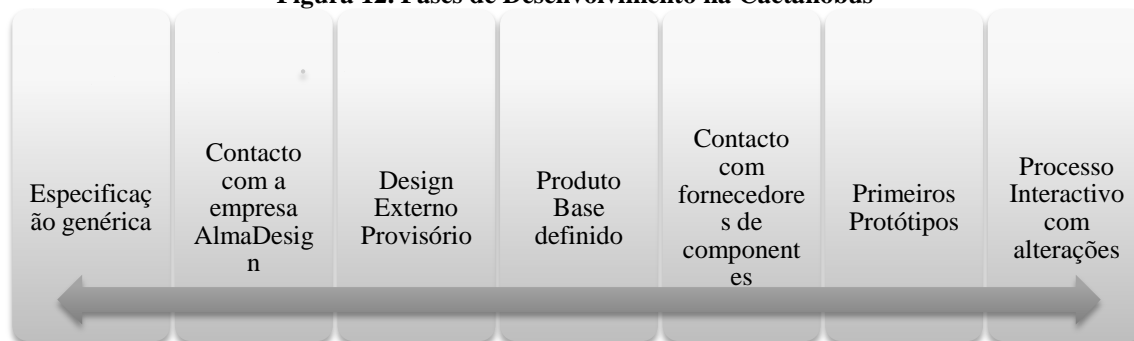 Figura 12. Fases de Desenvolvimento na Caetanobus
Especificaç
ão genérica
Contacto
com a
empresa
AlmaDesig
n
Design
Externo
Provisório
Produto
Base
definido
Contacto
com
fornecedore
s de
component
es
Primeiros
Protótipos
Processo
Interactivo
com
alterações